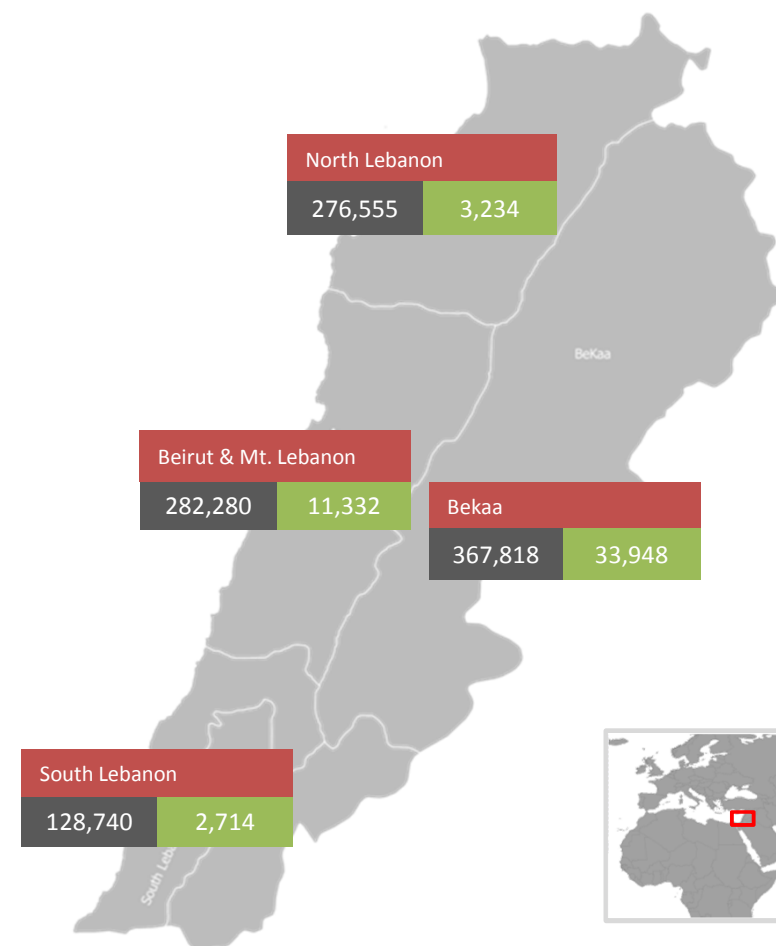 North Lebanon
276,555 3,234
BeKaa
Beirut & Mt. Lebanon
282,280 11,332
Bekaa
367,818 33,948
South Lebanon
128,740 2,714
South